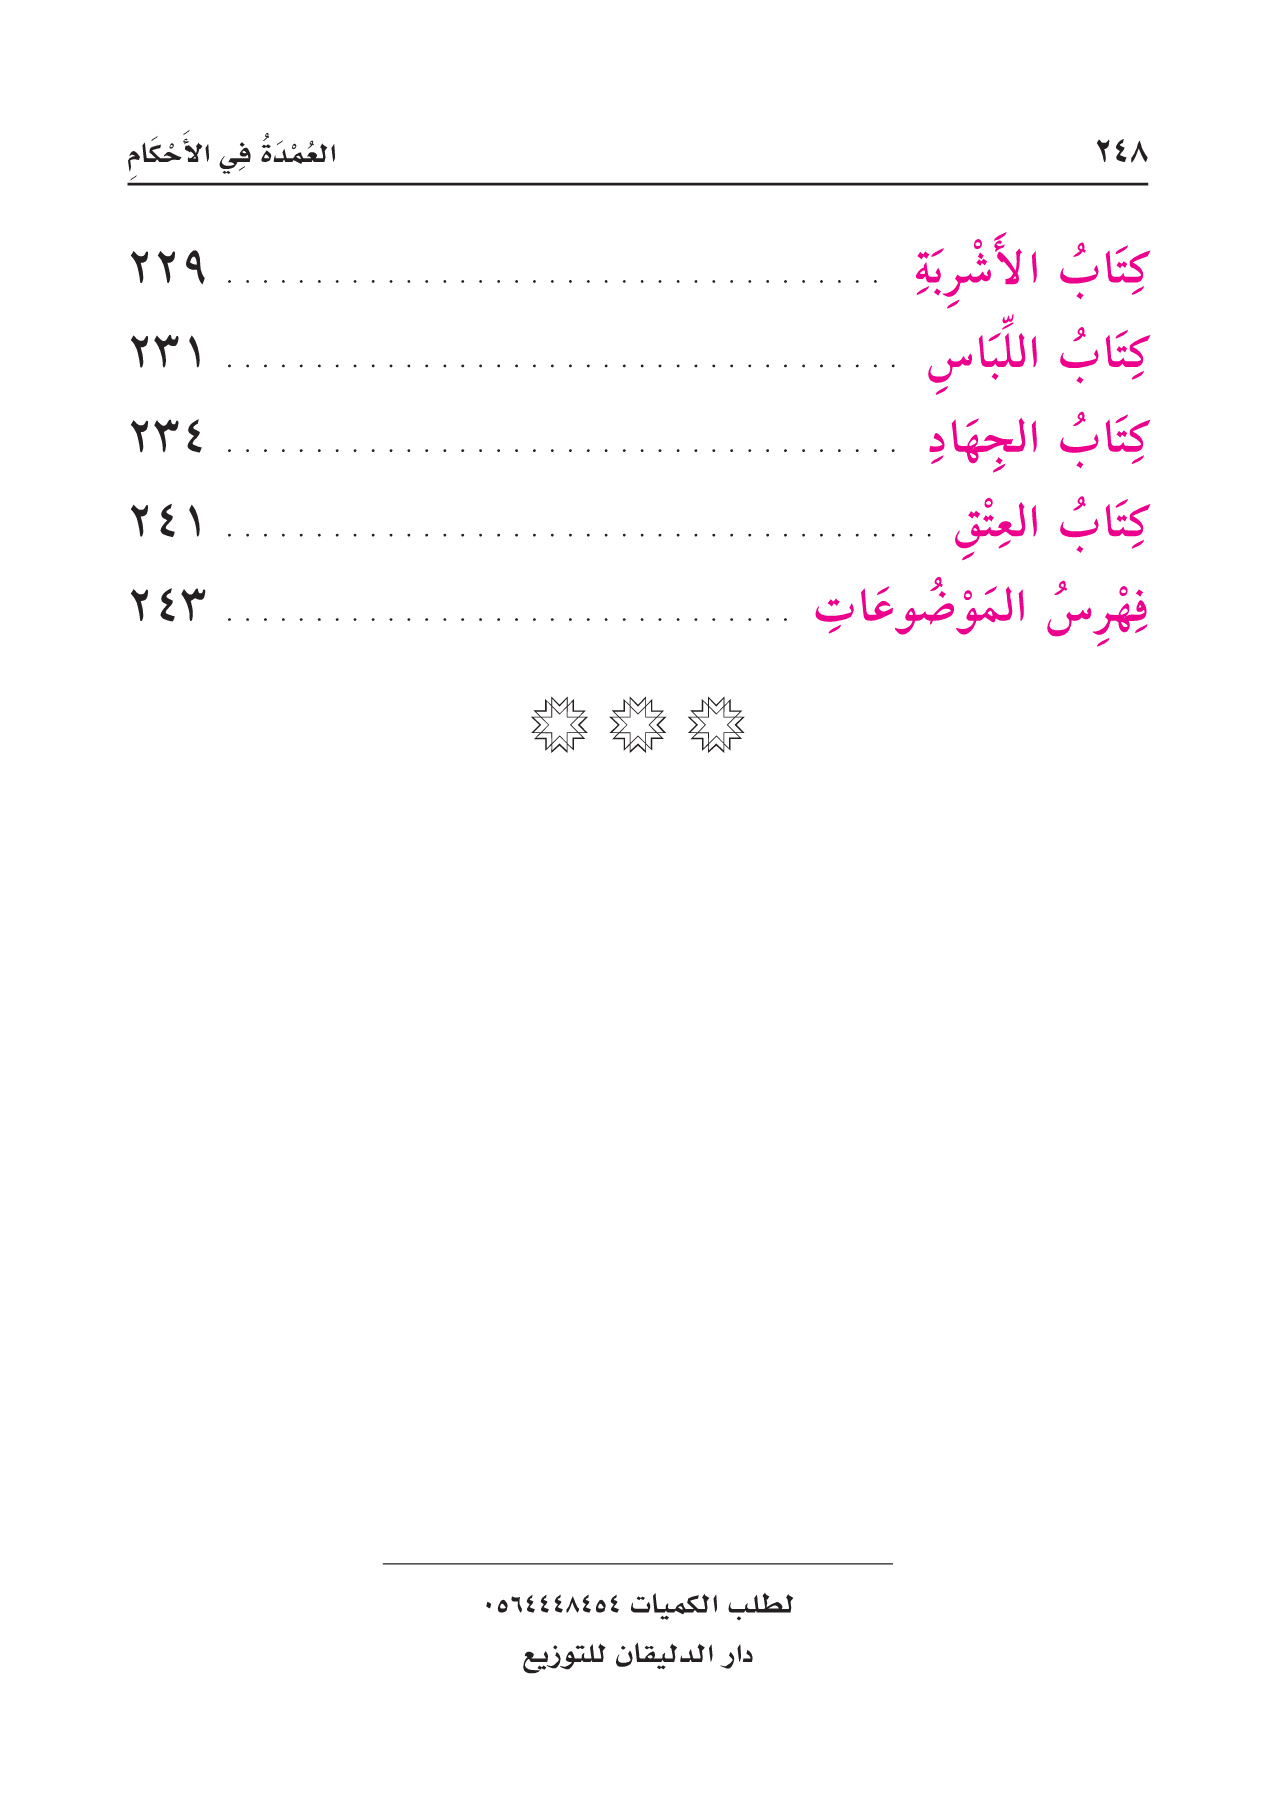 ٢٤٨ العُمْدَةُ فِي الأَحْكَامِ
كِتَابُ الأَشْرِبَةِ . . . . . . . . . . . . . . . . . . . . . . . . . . . . . . . . . . . . . ٢٢٩
كِتَابُ اللِّبَاسِ . . . . . . . . . . . . . . . . . . . . . . . . . . . . . . . . . . . . . . ٢٣١
كِتَابُ الجِهَادِ . . . . . . . . . . . . . . . . . . . . . . . . . . . . . . . . . . . . . . ٢٣٤
كِتَابُ العِتْقِ . . . . . . . . . . . . . . . . . . . . . . . . . . . . . . . . . . . . . . . . ٢٤١
فِهْرِسُ المَوْضُوعَاتِ . . . . . . . . . . . . . . . . . . . . . . . . . . . . . . . . ٢٤٣
لطلب الكميات ٠٥٦٤٤٤٨٤٥٤
دار الدليقان للتوزيع